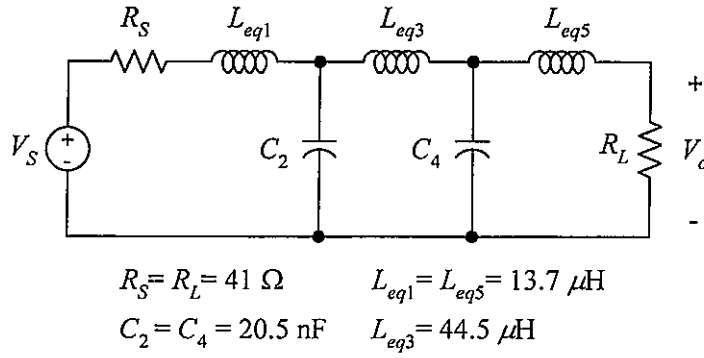 R_S L_eq1 L_eq3 L_eq5
+
V_S + - C_2 C_4 R_L V_o
-
R_S = R_L = 41 Ω L_eq1 = L_eq5 = 13.7 μH
C_2 = C_4 = 20.5 nF L_eq3 = 44.5 μH